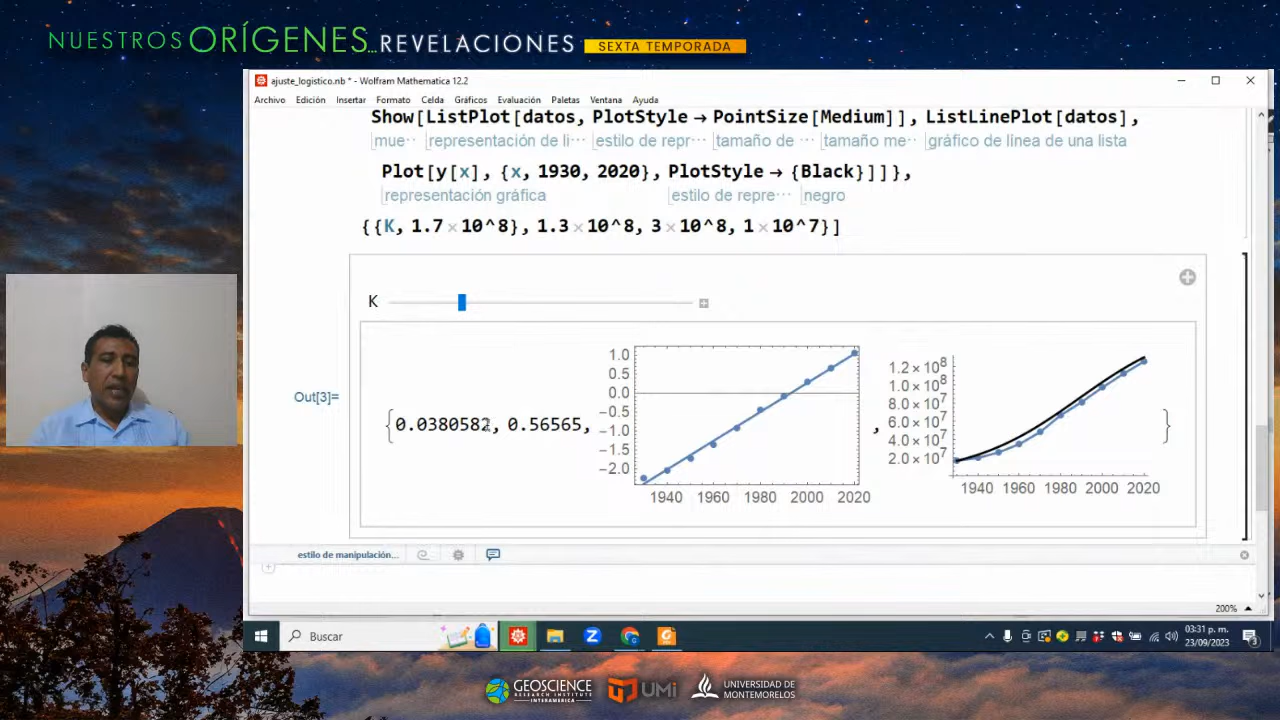 NUESTROS ORÍGENES... REVELACIONES SEXTA TEMPORADA
ajuste_logistico.nb * - Wolfram Mathematica 12.2
Archivo Edición Insertar Formato Celda Gráficos Evaluación Paletas Ventana Ayuda
Show[ListPlot[datos, PlotStyle → PointSize[Medium]], ListLinePlot[datos],
mue··· representación de li··· estilo de repr··· tamaño de ··· tamaño me··· gráfico de línea de una lista
Plot[y[x], {x, 1930, 2020}, PlotStyle → {Black}]]},
representación gráfica estilo de repre··· negro
{{K, 1.7 × 10^8}, 1.3 × 10^8, 3 × 10^8, 1 × 10^7}]
K
Out[3]=
{0.0380582, 0.56565,
1.0
0.5
0.0
-0.5
-1.0
-1.5
-2.0
1940 1960 1980 2000 2020
,
1.2 × 10^8
1.0 × 10^8
8.0 × 10^7
6.0 × 10^7
4.0 × 10^7
2.0 × 10^7
1940 1960 1980 2000 2020
}
estilo de manipulación...
200%
Buscar
03:31 p. m.
23/09/2023
3
GEOSCIENCE
RESEARCH INSTITUTE
INTERAMERICA
UMi
UNIVERSIDAD DE
MONTEMORELOS